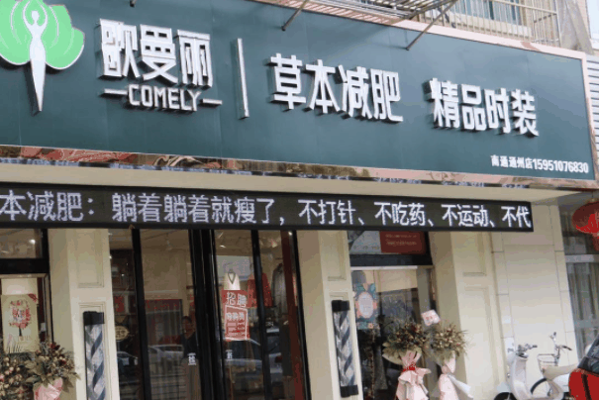 欧曼丽
COMELY
草本减肥 精品时装
南通通州店15951076830
本减肥：躺着躺着就瘦了，不打针、不吃药、不运动、不代
招聘